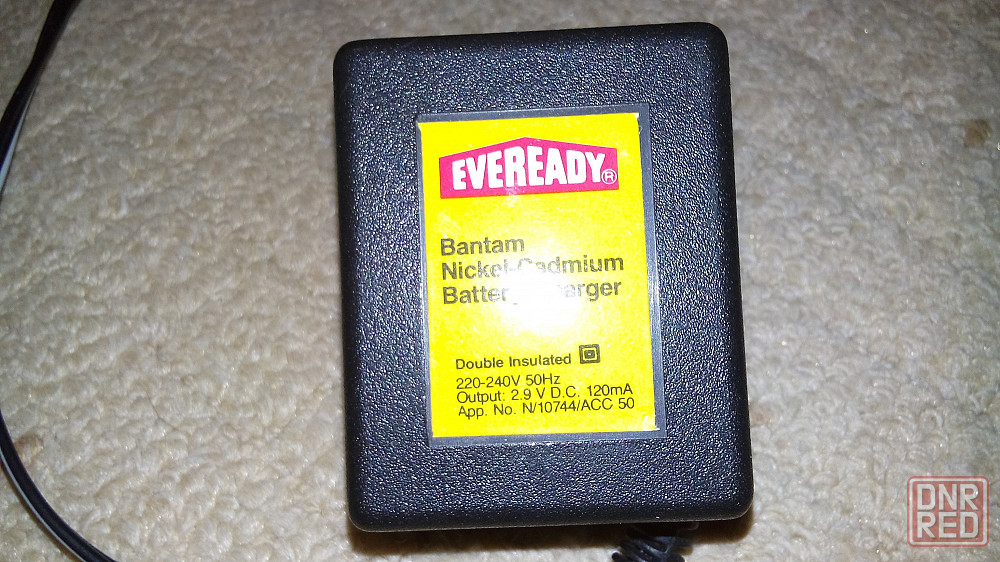 EVEREADY®
Bantam
Nickel-Cadmium
Battery Charger
Double Insulated
220-240V 50Hz
Output: 2.9 V D.C. 120mA
App. No. N/10744/ACC 50
DNR
RED